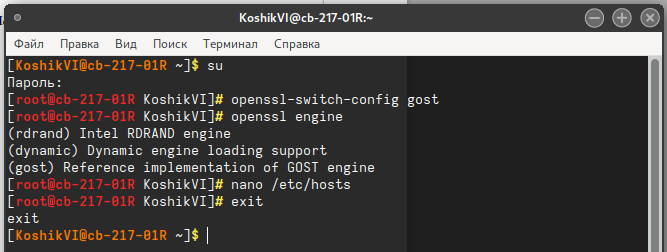 KoshikVI@cb-217-01R:~
Файл Правка Вид Поиск Терминал Справка
[KoshikVI@cb-217-01R ~]$ su
Пароль:
[root@cb-217-01R KoshikVI]# openssl-switch-config gost
[root@cb-217-01R KoshikVI]# openssl engine
(rdrand) Intel RDRAND engine
(dynamic) Dynamic engine loading support
(gost) Reference implementation of GOST engine
[root@cb-217-01R KoshikVI]# nano /etc/hosts
[root@cb-217-01R KoshikVI]# exit
exit
[KoshikVI@cb-217-01R ~]$